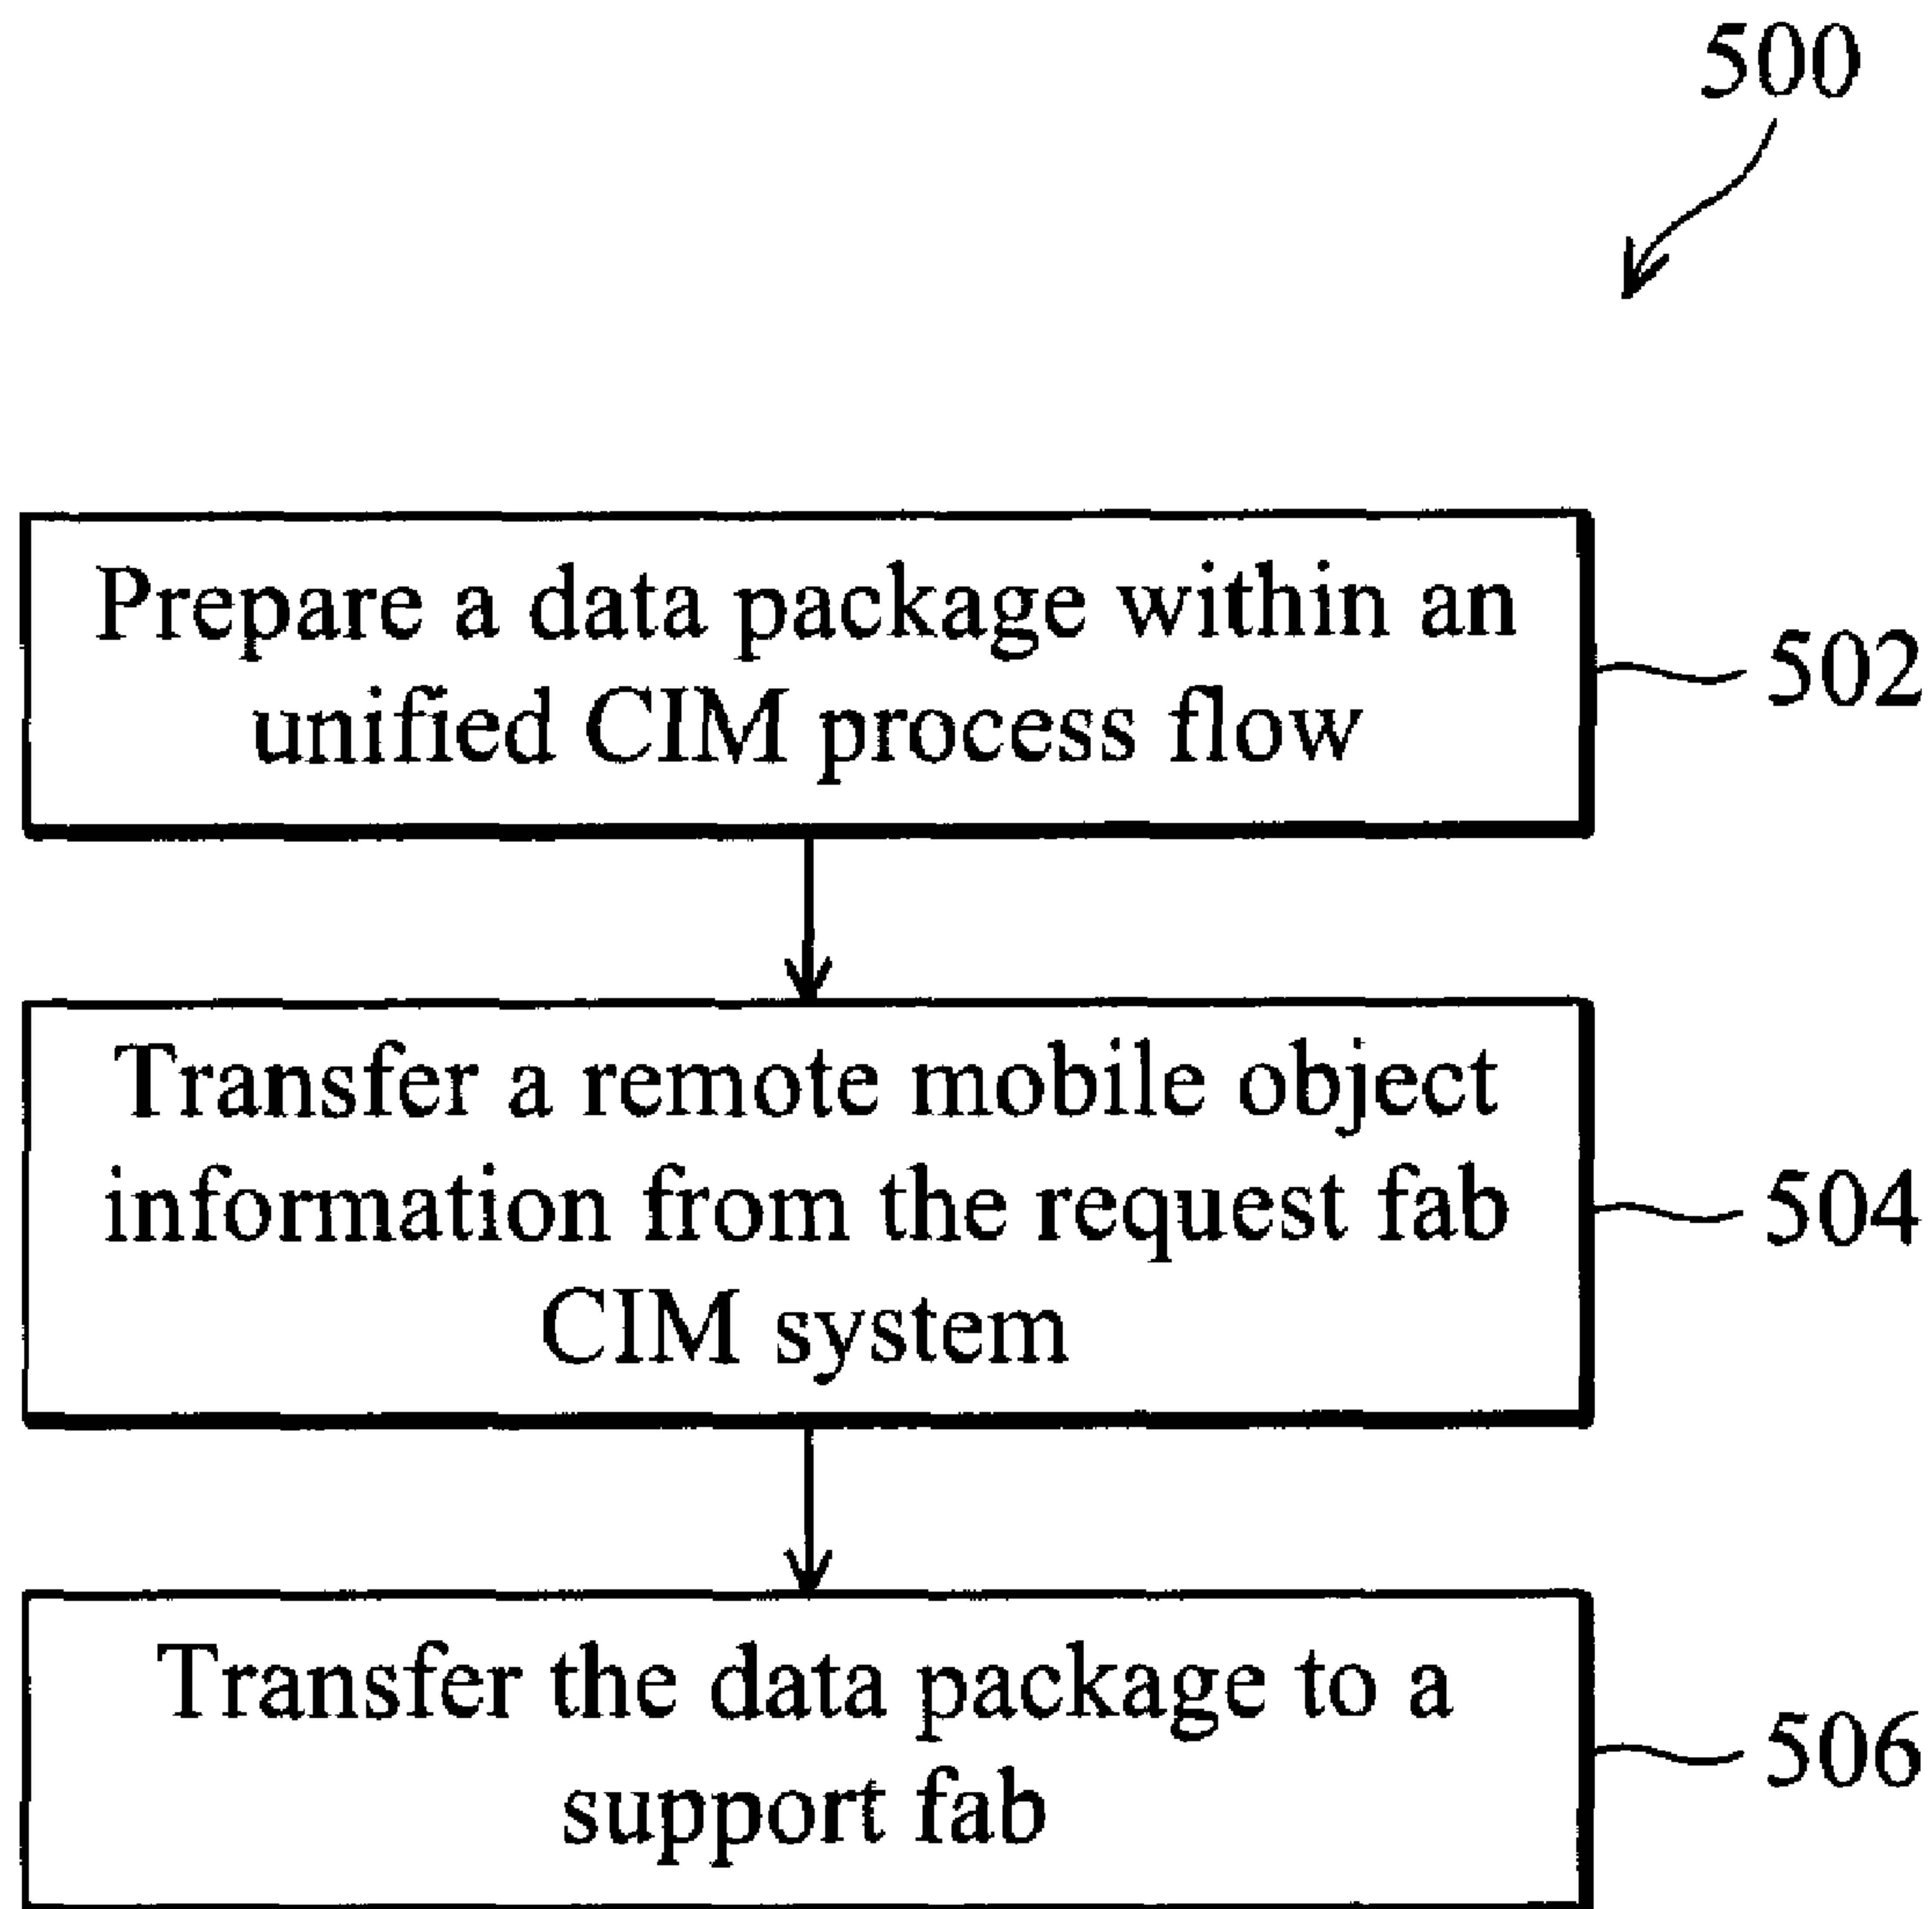 500
Prepare a data package within an
unified CIM process flow
502
Transfer a remote mobile object
information from the request fab
CIM system
504
Transfer the data package to a
support fab
506